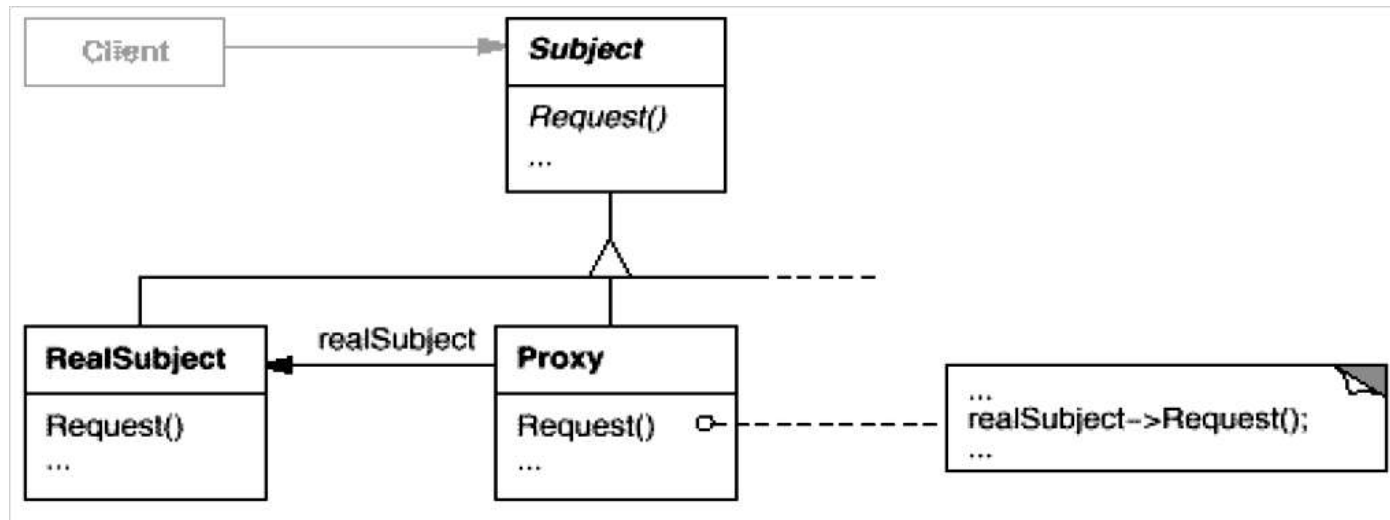 Client
Subject
Request()
...
realSubject
RealSubject
Request()
...
Proxy
Request()
...
...
realSubject–>Request();
...